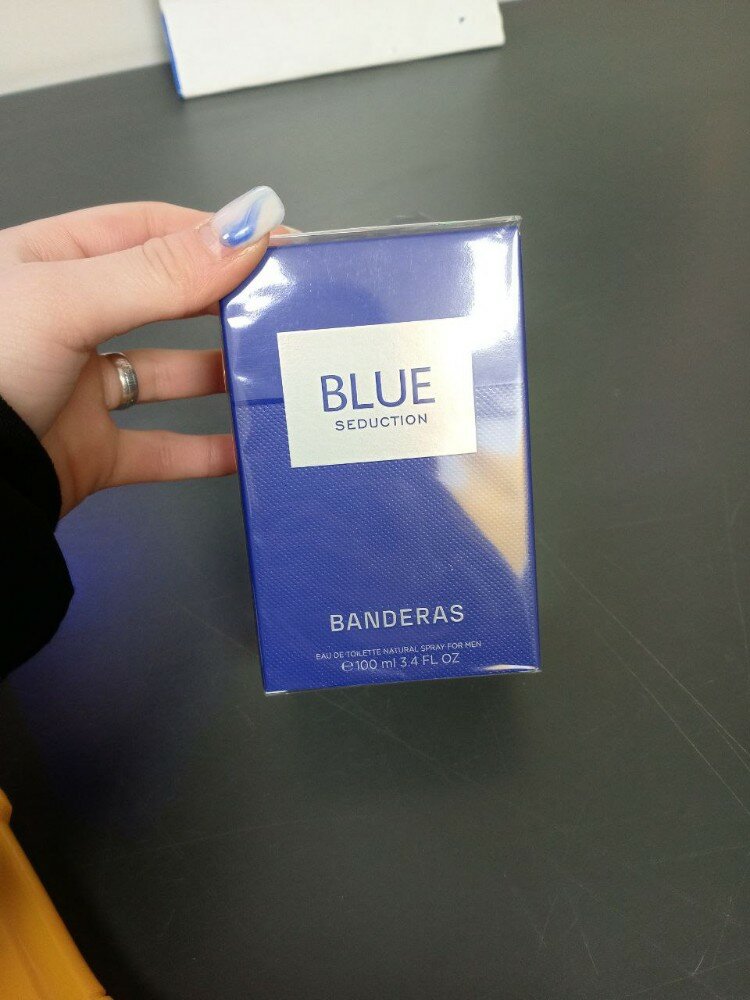 BLUE
SEDUCTION
BANDERAS
EAU DE TOILETTE NATURAL SPRAY FOR MEN
℮100 ml 3.4 FL OZ